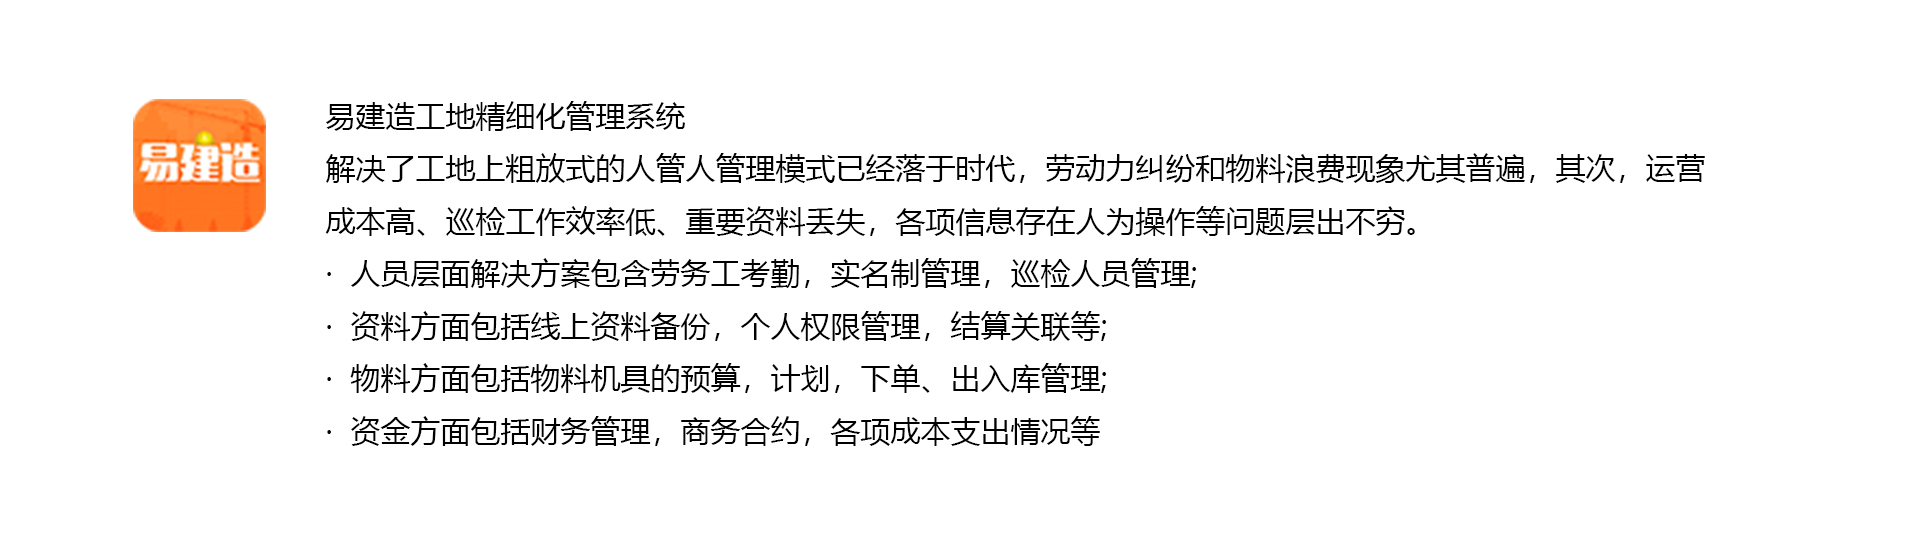 易建造
易建造工地精细化管理系统
解决了工地上粗放式的人管人管理模式已经落于时代，劳动力纠纷和物料浪费现象尤其普遍，其次，运营
成本高、巡检工作效率低、重要资料丢失，各项信息存在人为操作等问题层出不穷。
· 人员层面解决方案包含劳务工考勤，实名制管理，巡检人员管理;
· 资料方面包括线上资料备份，个人权限管理，结算关联等;
· 物料方面包括物料机具的预算，计划，下单、出入库管理;
· 资金方面包括财务管理，商务合约，各项成本支出情况等